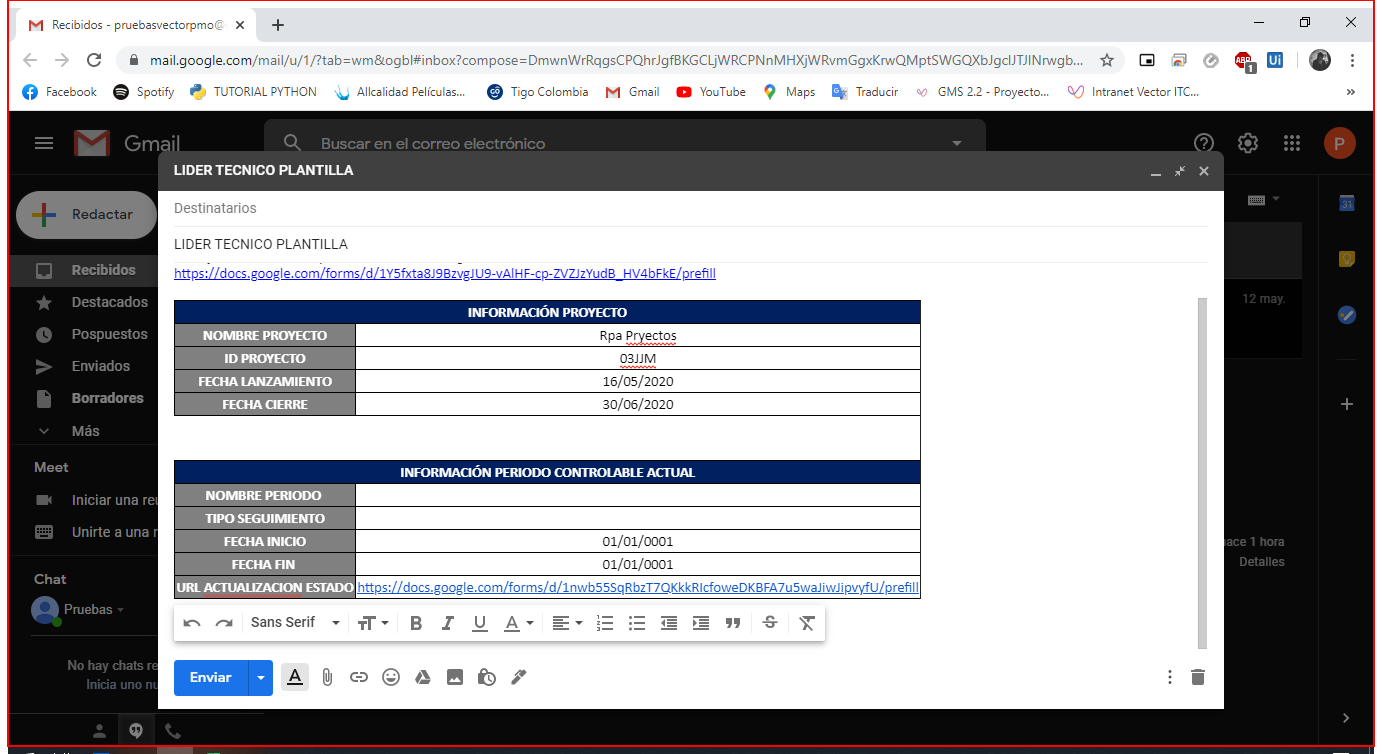 Recibidos - pruebasvectorpmo@
mail.google.com/mail/u/1/?tab=wm&ogbl#inbox?compose=DmwnWrRqgsCPQhrJgfBKGCLjWRCPNnMHXjWRvmGgxKrwQMptSWGQXbJgclJTJlNrwgb...
ABP 1 Ui
Facebook Spotify TUTORIAL PYTHON Allcalidad Películas... Tigo Colombia Gmail YouTube Maps Traducir GMS 2.2 - Proyecto... Intranet Vector ITC... »
Gmail
Buscar en el correo electrónico
P
LIDER TECNICO PLANTILLA
Redactar
Destinatarios
31
LIDER TECNICO PLANTILLA
Recibidos
https://docs.google.com/forms/d/1Y5fxta8J9BzvgJU9-vAlHF-cp-ZVZJzYudB_HV4bFkE/prefill
Destacados
12 may.
INFORMACIÓN PROYECTO
Pospuestos
NOMBRE PROYECTO Rpa Pryectos
ID PROYECTO 03JJM
Enviados
FECHA LANZAMIENTO 16/05/2020
Borradores
FECHA CIERRE 30/06/2020
Más
Meet
INFORMACIÓN PERIODO CONTROLABLE ACTUAL
Iniciar una reu
NOMBRE PERIODO
TIPO SEGUIMIENTO
Unirte a una r
FECHA INICIO 01/01/0001
ace 1 hora
FECHA FIN 01/01/0001
Detalles
Chat
URL ACTUALIZACION ESTADO https://docs.google.com/forms/d/1nwb55SqRbzT7QKkkRIcfoweDKBFA7u5waJiwJipvyfU/prefill
Pruebas
Sans Serif
No hay chats re
Inicia uno nu
Enviar